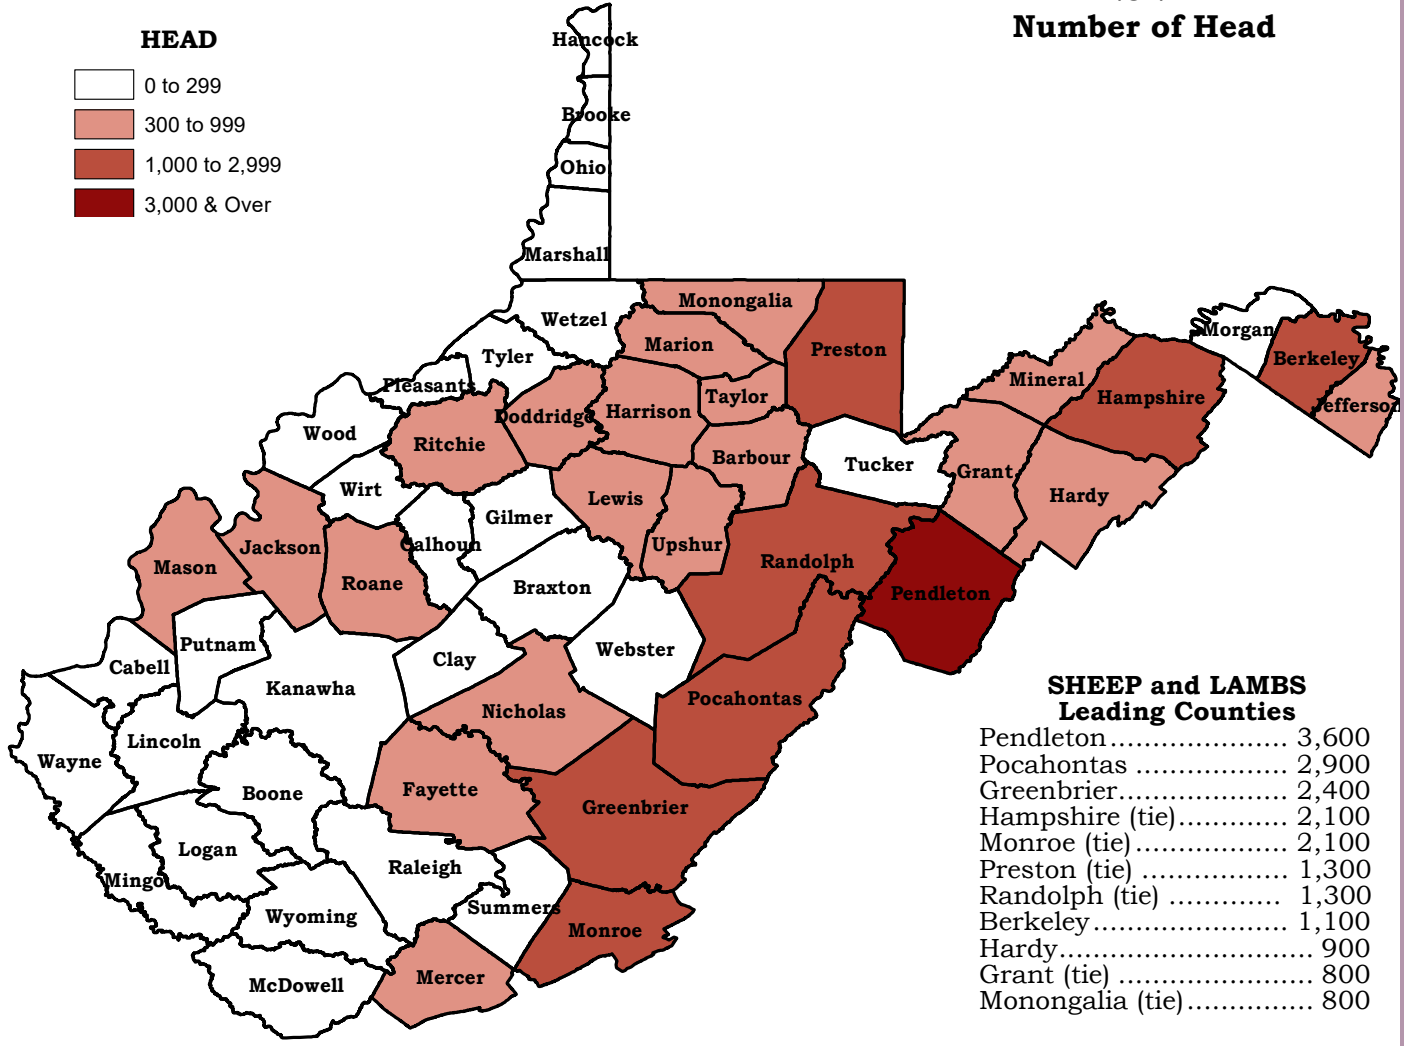 Number of Head
HEAD
0 to 299
300 to 999
1,000 to 2,999
3,000 & Over
Hancock
Brooke
Ohio
Marshall
Wetzel
Monongalia
Marion
Preston
Tyler
Pleasants
Doddridge
Harrison
Taylor
Ritchie
Wood
Wirt
Barbour
Tucker
Mineral
Hampshire
Morgan
Berkeley
Jefferson
Grant
Hardy
Lewis
Gilmer
Calhoun
Upshur
Jackson
Mason
Roane
Braxton
Randolph
Pendleton
Putnam
Cabell
Clay
Webster
Kanawha
Nicholas
Pocahontas
Lincoln
Wayne
Boone
Fayette
Greenbrier
Logan
Mingo
Raleigh
Wyoming
Summers
Monroe
McDowell
Mercer
SHEEP and LAMBS
Leading Counties
Pendleton..................... 3,600
Pocahontas .................. 2,900
Greenbrier.................... 2,400
Hampshire (tie)............. 2,100
Monroe (tie).................. 2,100
Preston (tie) ................. 1,300
Randolph (tie) .............. 1,300
Berkeley....................... 1,100
Hardy.............................. 900
Grant (tie) ....................... 800
Monongalia (tie)............... 800